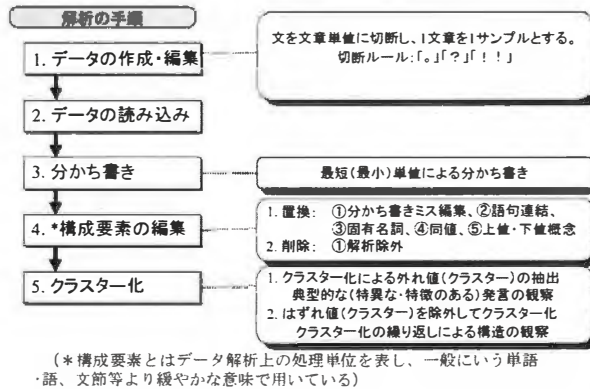 解析の手順
1. データの作成・編集
文を文章単値に切断し、1文章を1サンプルとする。
切断ルール:「。」「?」「!!」
2. データの読み込み
3. 分かち書き
最短(最小)単値による分かち書き
4. *構成要素の編集
1. 置換: ①分かち書きミス編集、②語句連結、
③固有名詞、④同値、⑤上値・下値概念
2. 削除: ①解析除外
5. クラスター化
1. クラスター化による外れ値(クラスター)の抽出
典型的な(特異な・特徴のある)発言の観察
2. はずれ値(クラスター)を除外してクラスター化
クラスター化の繰り返しによる構造の観察
(*構成要素とはデータ解析上の処理単位を表し、一般にいう単語
・語、文節等より緩やかな意味で用いている)